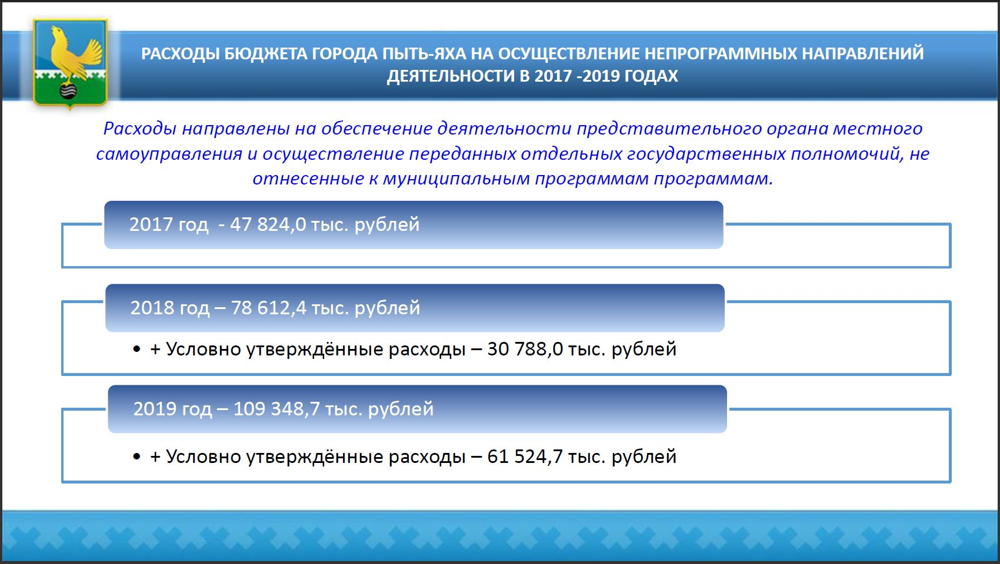 РАСХОДЫ БЮДЖЕТА ГОРОДА ПЫТЬ-ЯХА НА ОСУЩЕСТВЛЕНИЕ НЕПРОГРАММНЫХ НАПРАВЛЕНИЙ
ДЕЯТЕЛЬНОСТИ В 2017 -2019 ГОДАХ
Расходы направлены на обеспечение деятельности представительного органа местного
самоуправления и осуществление переданных отдельных государственных полномочий, не
отнесенные к муниципальным программам программам.
2017 год  - 47 824,0 тыс. рублей
2018 год – 78 612,4 тыс. рублей
• + Условно утверждённые расходы – 30 788,0 тыс. рублей
2019 год – 109 348,7 тыс. рублей
• + Условно утверждённые расходы – 61 524,7 тыс. рублей